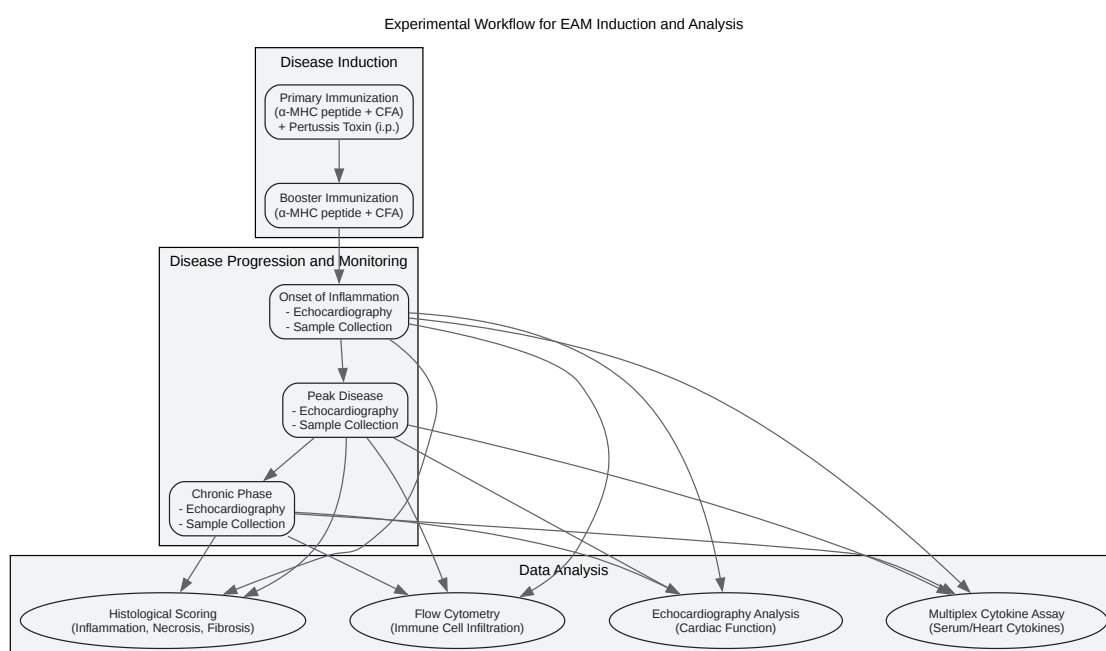 Experimental Workflow for EAM Induction and Analysis
Disease Induction
Primary Immunization
(α-MHC peptide + CFA)
+ Pertussis Toxin (i.p.)
Booster Immunization
(α-MHC peptide + CFA)
Disease Progression and Monitoring
Onset of Inflammation
- Echocardiography
- Sample Collection
Peak Disease
- Echocardiography
- Sample Collection
Chronic Phase
- Echocardiography
- Sample Collection
Data Analysis
Histological Scoring
(Inflammation, Necrosis, Fibrosis)
Flow Cytometry
(Immune Cell Infiltration)
Echocardiography Analysis
(Cardiac Function)
Multiplex Cytokine Assay
(Serum/Heart Cytokines)